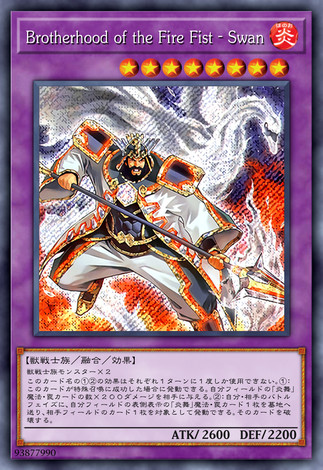 Brotherhood of the Fire Fist - Swan
炎
【獣戦士族／融合／効果】
獣戦士族モンスター×２
このカード名の①②の効果はそれぞれ１ターンに１度しか使用できない。①：
このカードが特殊召喚に成功した場合に発動できる。自分フィールドの「炎舞」
魔法・罠カードの数×２００ダメージを相手に与える。②：自分・相手のバトル
フェイズに、自分フィールドの表側表示の「炎舞」魔法・罠カード１枚を墓地へ
送り、相手フィールドのカード１枚を対象として発動できる。そのカードを破
壊する。
ATK/ 2600 DEF/2200
93877990